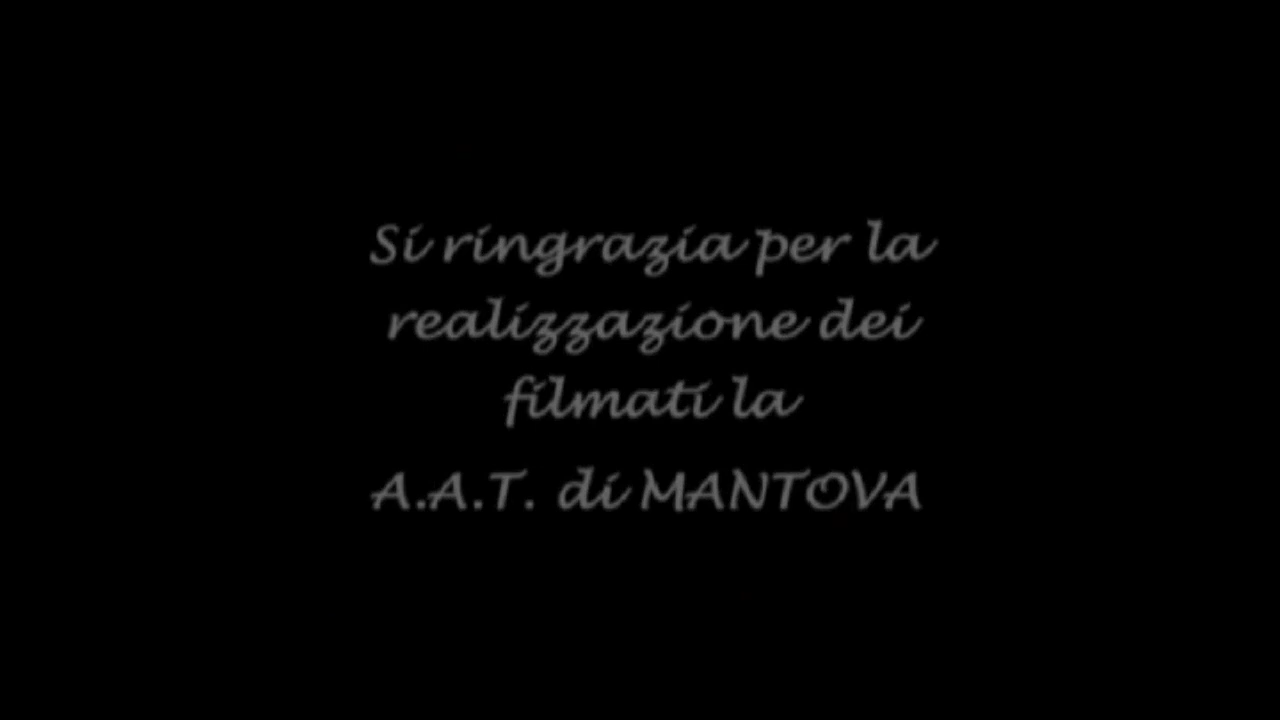 Si ringrazia per la
realizzazione dei
filmati la
A.A.T. di MANTOVA